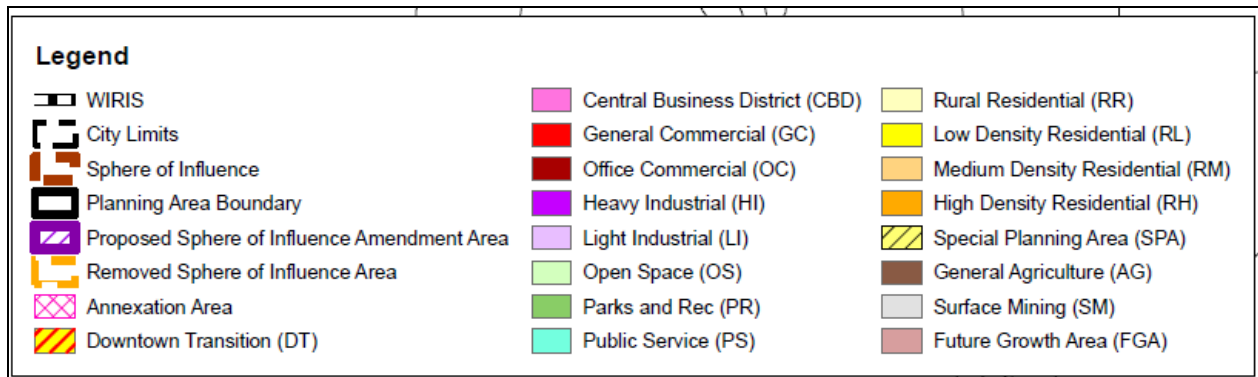 Legend
WIRIS
City Limits
Sphere of Influence
Planning Area Boundary
Proposed Sphere of Influence Amendment Area
Removed Sphere of Influence Area
Annexation Area
Downtown Transition (DT)
Central Business District (CBD)
General Commercial (GC)
Office Commercial (OC)
Heavy Industrial (HI)
Light Industrial (LI)
Open Space (OS)
Parks and Rec (PR)
Public Service (PS)
Rural Residential (RR)
Low Density Residential (RL)
Medium Density Residential (RM)
High Density Residential (RH)
Special Planning Area (SPA)
General Agriculture (AG)
Surface Mining (SM)
Future Growth Area (FGA)